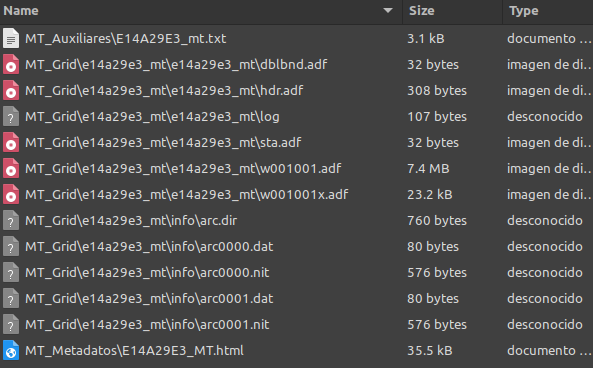 Name Size Type
MT_Auxiliares\E14A29E3_mt.txt 3.1 kB documento ...
MT_Grid\e14a29e3_mt\e14a29e3_mt\dblbnd.adf 32 bytes imagen de di...
MT_Grid\e14a29e3_mt\e14a29e3_mt\hdr.adf 308 bytes imagen de di...
MT_Grid\e14a29e3_mt\e14a29e3_mt\log 107 bytes desconocido
MT_Grid\e14a29e3_mt\e14a29e3_mt\sta.adf 32 bytes imagen de di...
MT_Grid\e14a29e3_mt\e14a29e3_mt\w001001.adf 7.4 MB imagen de di...
MT_Grid\e14a29e3_mt\e14a29e3_mt\w001001x.adf 23.2 kB imagen de di...
MT_Grid\e14a29e3_mt\info\arc.dir 760 bytes desconocido
MT_Grid\e14a29e3_mt\info\arc0000.dat 80 bytes desconocido
MT_Grid\e14a29e3_mt\info\arc0000.nit 576 bytes desconocido
MT_Grid\e14a29e3_mt\info\arc0001.dat 80 bytes desconocido
MT_Grid\e14a29e3_mt\info\arc0001.nit 576 bytes desconocido
MT_Metadatos\E14A29E3_MT.html 35.5 kB documento ...